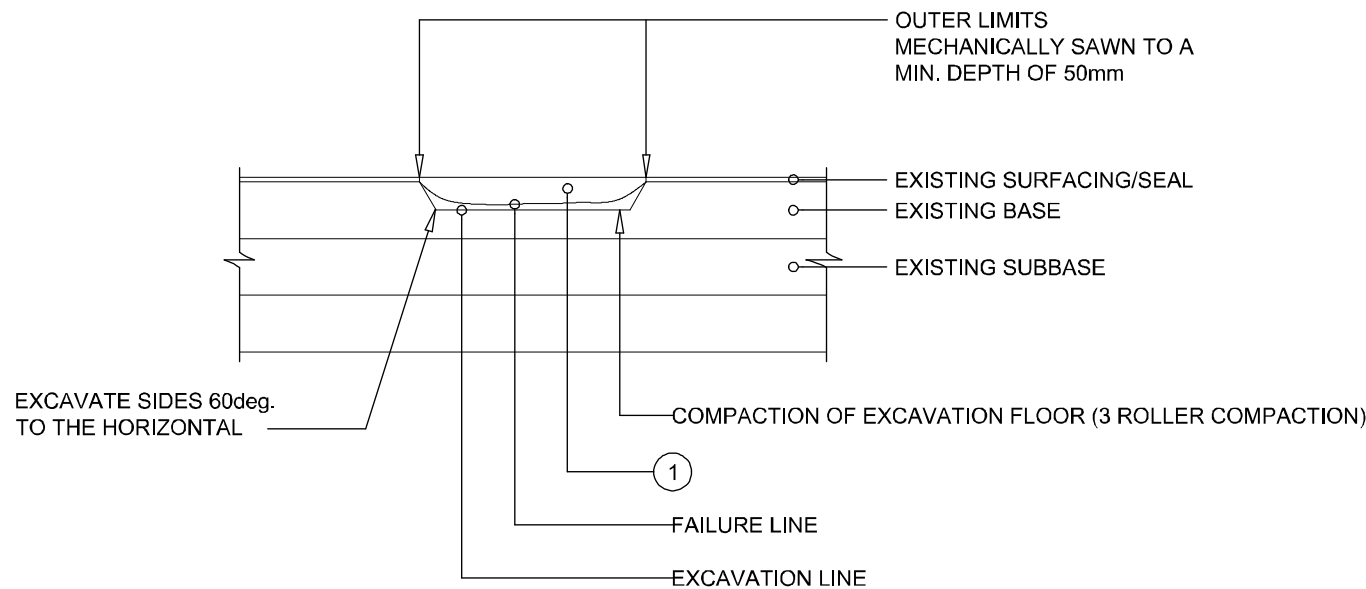 OUTER LIMITS
MECHANICALLY SAWN TO A
MIN. DEPTH OF 50mm
EXISTING SURFACING/SEAL
EXISTING BASE
EXISTING SUBBASE
EXCAVATE SIDES 60deg.
TO THE HORIZONTAL
COMPACTION OF EXCAVATION FLOOR (3 ROLLER COMPACTION)
1
FAILURE LINE
EXCAVATION LINE